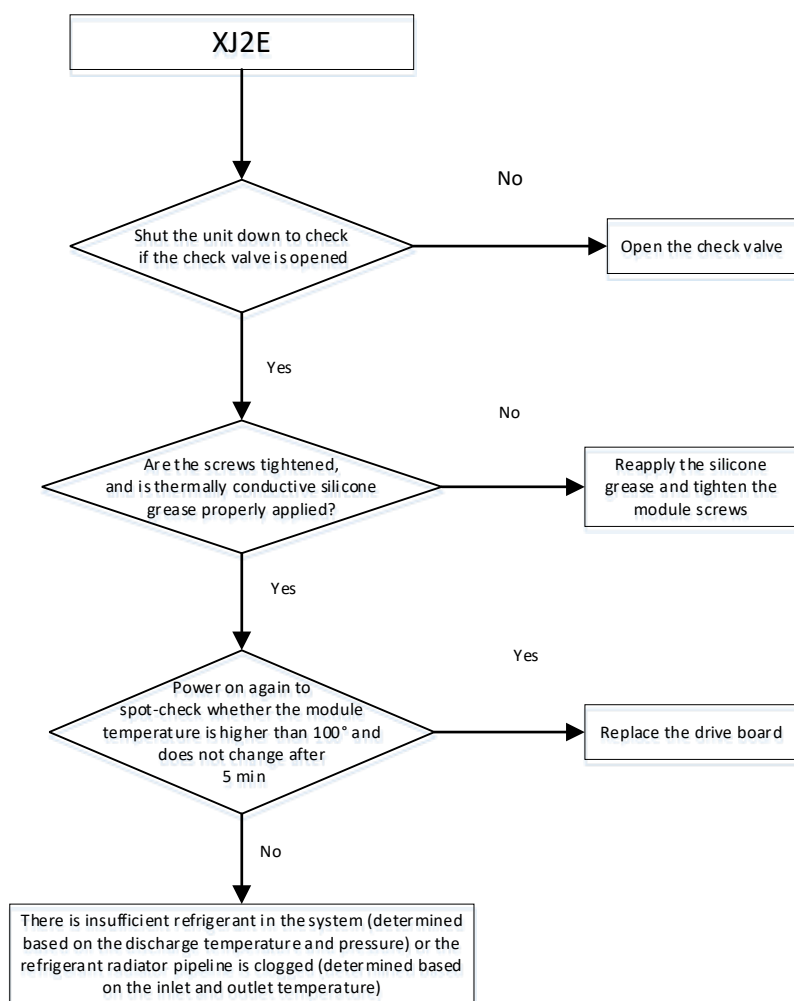 XJ2E
No
Shut the unit down to check
if the check valve is opened
Open the check valve
Yes
No
Are the screws tightened,
and is thermally conductive silicone
grease properly applied?
Reapply the silicone
grease and tighten the
module screws
Yes
Yes
Power on again to
spot-check whether the module
temperature is higher than 100° and
does not change after
5 min
Replace the drive board
No
There is insufficient refrigerant in the system (determined
based on the discharge temperature and pressure) or the
refrigerant radiator pipeline is clogged (determined based
on the inlet and outlet temperature)